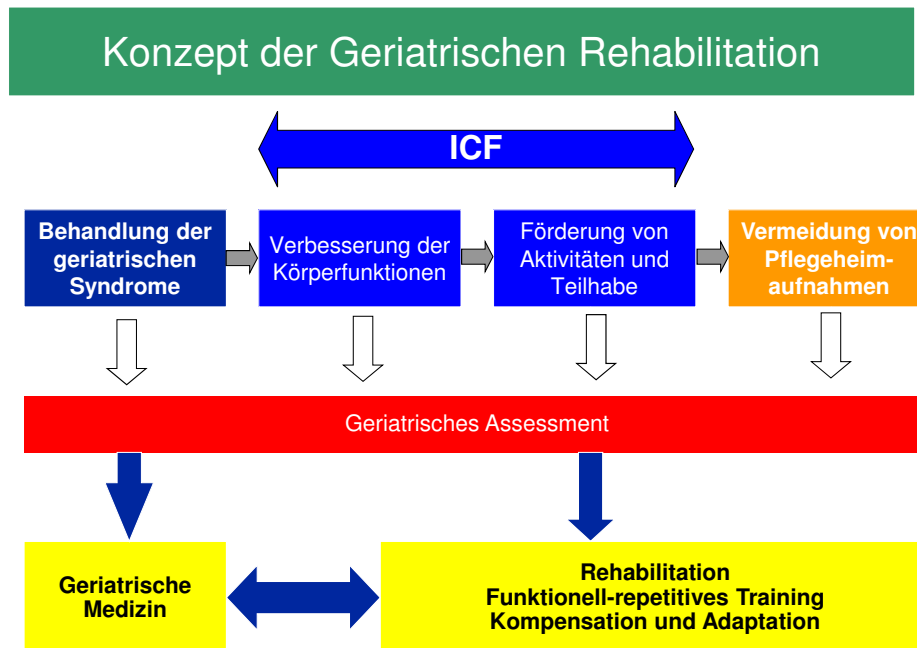 Konzept der Geriatrischen Rehabilitation
ICF
Behandlung der
geriatrischen
Syndrome
Verbesserung der
Körperfunktionen
Förderung von
Aktivitäten und
Teilhabe
Vermeidung von
Pflegeheim-
aufnahmen
Geriatrisches Assessment
Geriatrische
Medizin
Rehabilitation
Funktionell-repetitives Training
Kompensation und Adaptation